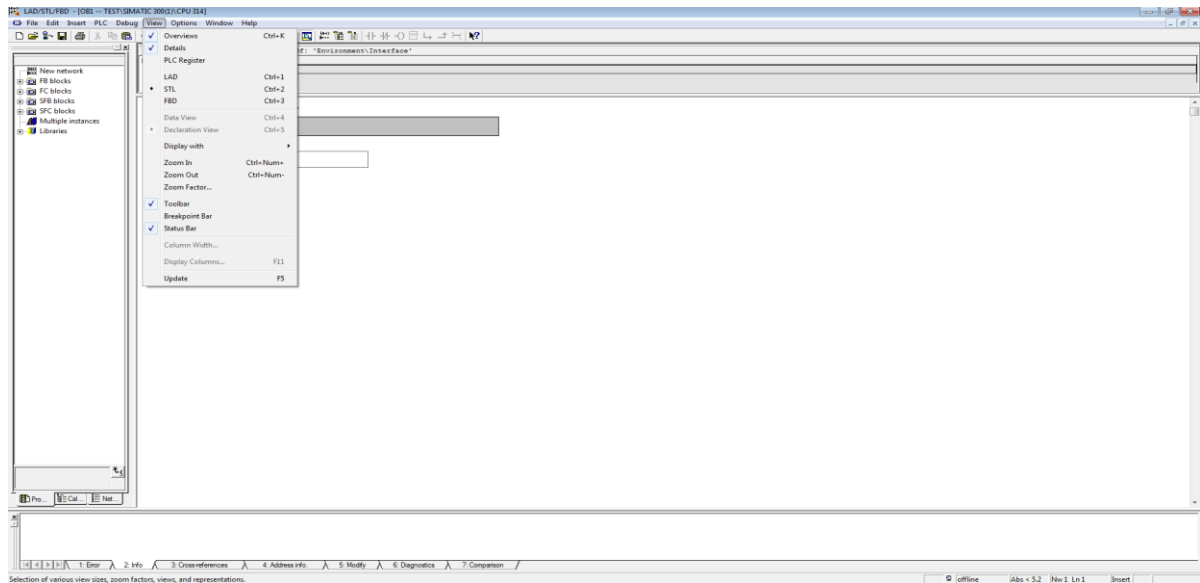 LAD/STL/FBD - [OB1 -- TEST\SIMATIC 300(1)\CPU 314]
File Edit Insert PLC Debug View Options Window Help
Overviews Ctrl+K
Details
PLC Register
LAD Ctrl+1
STL Ctrl+2
FBD Ctrl+3
Data View Ctrl+4
Declaration View Ctrl+5
Display with
Zoom In Ctrl+Num+
Zoom Out Ctrl+Num-
Zoom Factor...
Toolbar
Breakpoint Bar
Status Bar
Column Width...
Display Columns... F11
Update F5
'Environment\Interface'
New network
FB blocks
FC blocks
SFB blocks
SFC blocks
Multiple instances
Libraries
Pro... Cal... Net...
1: Error 2: Info 3: Cross-references 4: Address info. 5: Modify 6: Diagnostics 7: Comparison
Selection of various view sizes, zoom factors, views, and representations. offline Abs < 5.2 Nw 1 Ln 1 Insert